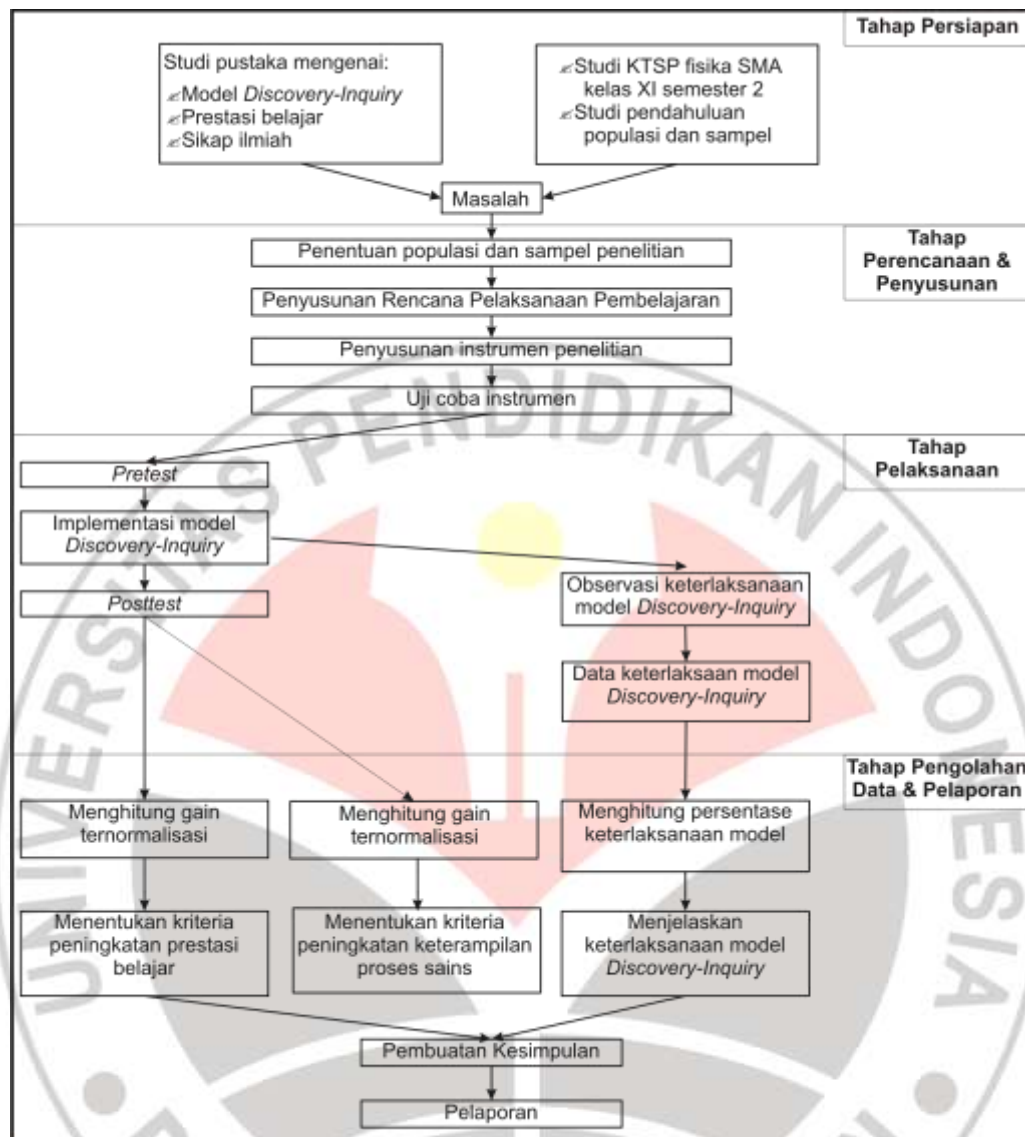 Tahap Persiapan
Studi pustaka mengenai:
Model Discovery-Inquiry
Prestasi belajar
Sikap ilmiah
Studi KTSP fisika SMA
kelas XI semester 2
Studi pendahuluan
populasi dan sampel
Masalah
Tahap
Perencanaan &
Penyusunan
Penentuan populasi dan sampel penelitian
Penyusunan Rencana Pelaksanaan Pembelajaran
Penyusunan instrumen penelitian
Uji coba instrumen
Tahap
Pelaksanaan
Pretest
Implementasi model
Discovery-Inquiry
Posttest
Observasi keterlaksanaan
model Discovery-Inquiry
Data keterlaksaan model
Discovery-Inquiry
Tahap Pengolahan
Data & Pelaporan
Menghitung gain
ternormalisasi
Menghitung gain
ternormalisasi
Menghitung persentase
keterlaksanaan model
Menentukan kriteria
peningkatan prestasi
belajar
Menentukan kriteria
peningkatan keterampilan
proses sains
Menjelaskan
keterlaksanaan model
Discovery-Inquiry
Pembuatan Kesimpulan
Pelaporan
UNIVERSITAS PENDIDIKAN INDONESIA